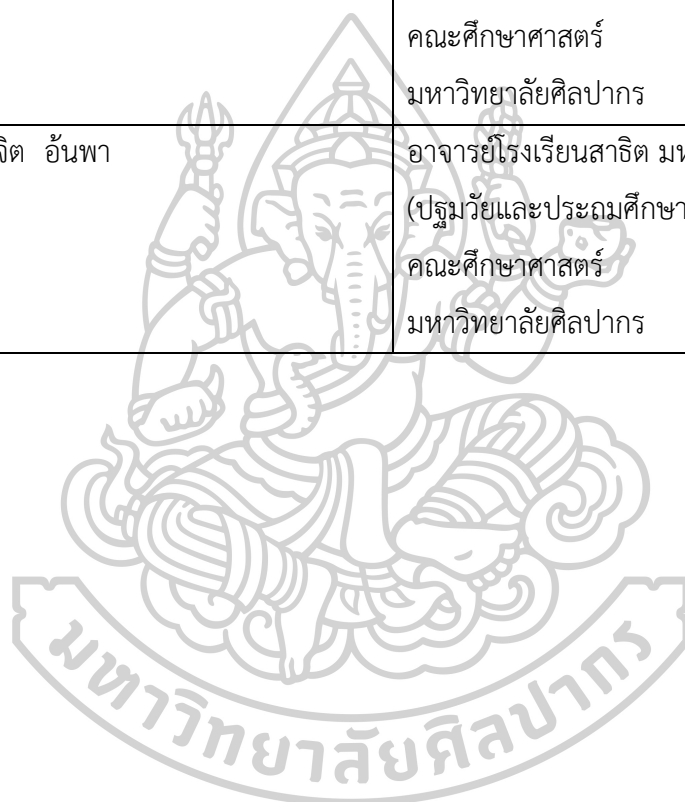 คณะศึกษาศาสตร์
มหาวิทยาลัยศิลปากร
อ้นพา
อาจารย์โรงเรียนสาธิต
(ปฐมวัยและประถมศึกษา
คณะศึกษาศาสตร์
มหาวิทยาลัยศิลปากร
มหาวิทยาลัยศิลปากร